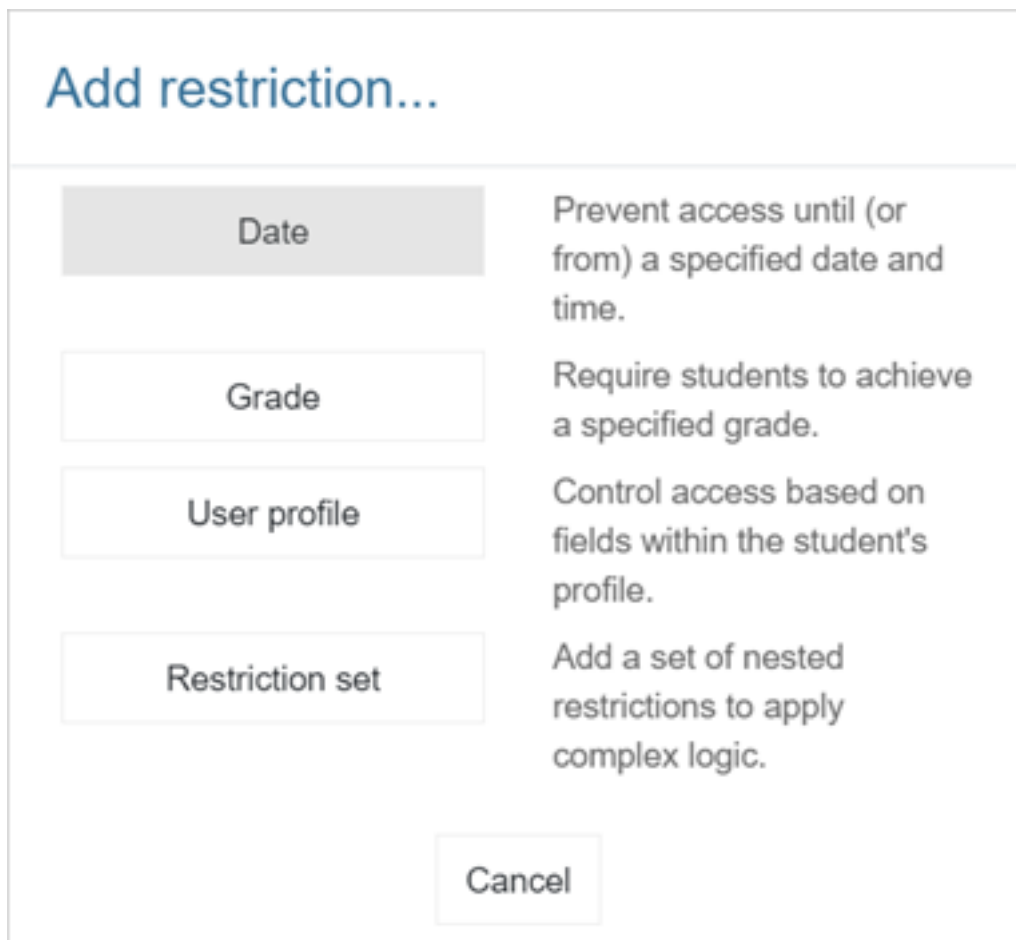 Add restriction...
Date
Prevent access until (or
from) a specified date and
time.
Grade
Require students to achieve
a specified grade.
User profile
Control access based on
fields within the student's
profile.
Restriction set
Add a set of nested
restrictions to apply
complex logic.
Cancel